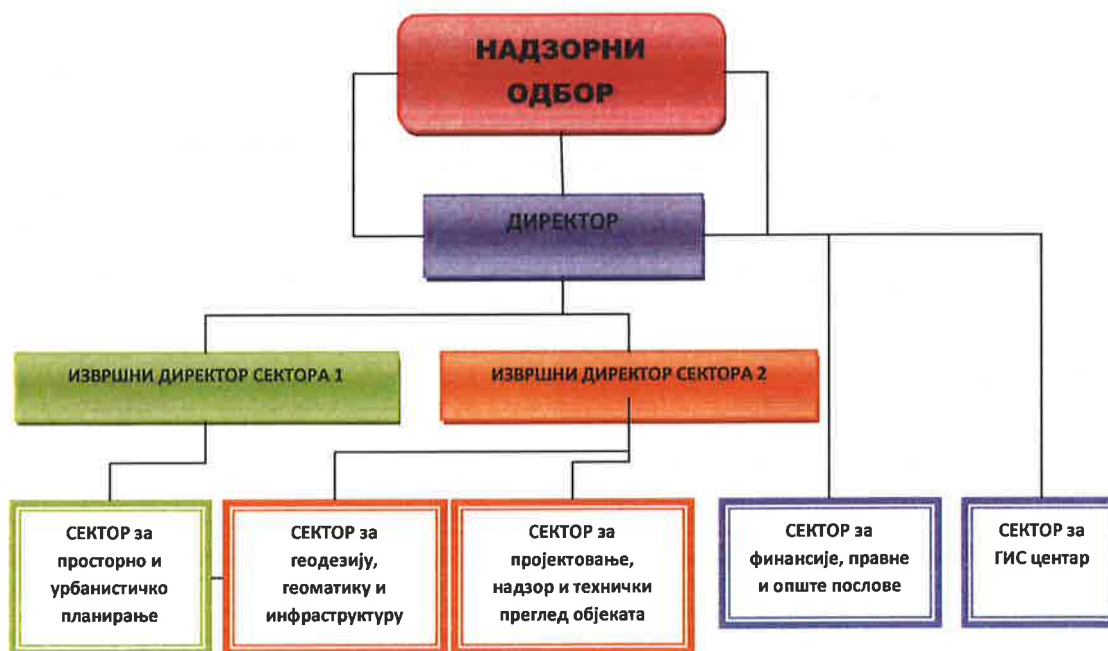 НАДЗОРНИ
ОДБОР
ДИРЕКТОР
ИЗВРШНИ ДИРЕКТОР СЕКТОРА 1
ИЗВРШНИ ДИРЕКТОР СЕКТОРА 2
СЕКТОР за
просторно и
урбанистичко
планирање
СЕКТОР за
геодезију,
геоматику и
инфраструктуру
СЕКТОР за
пројектовање,
надзор и технички
преглед објеката
СЕКТОР за
финансије, правне
и опште послове
СЕКТОР за
ГИС центар